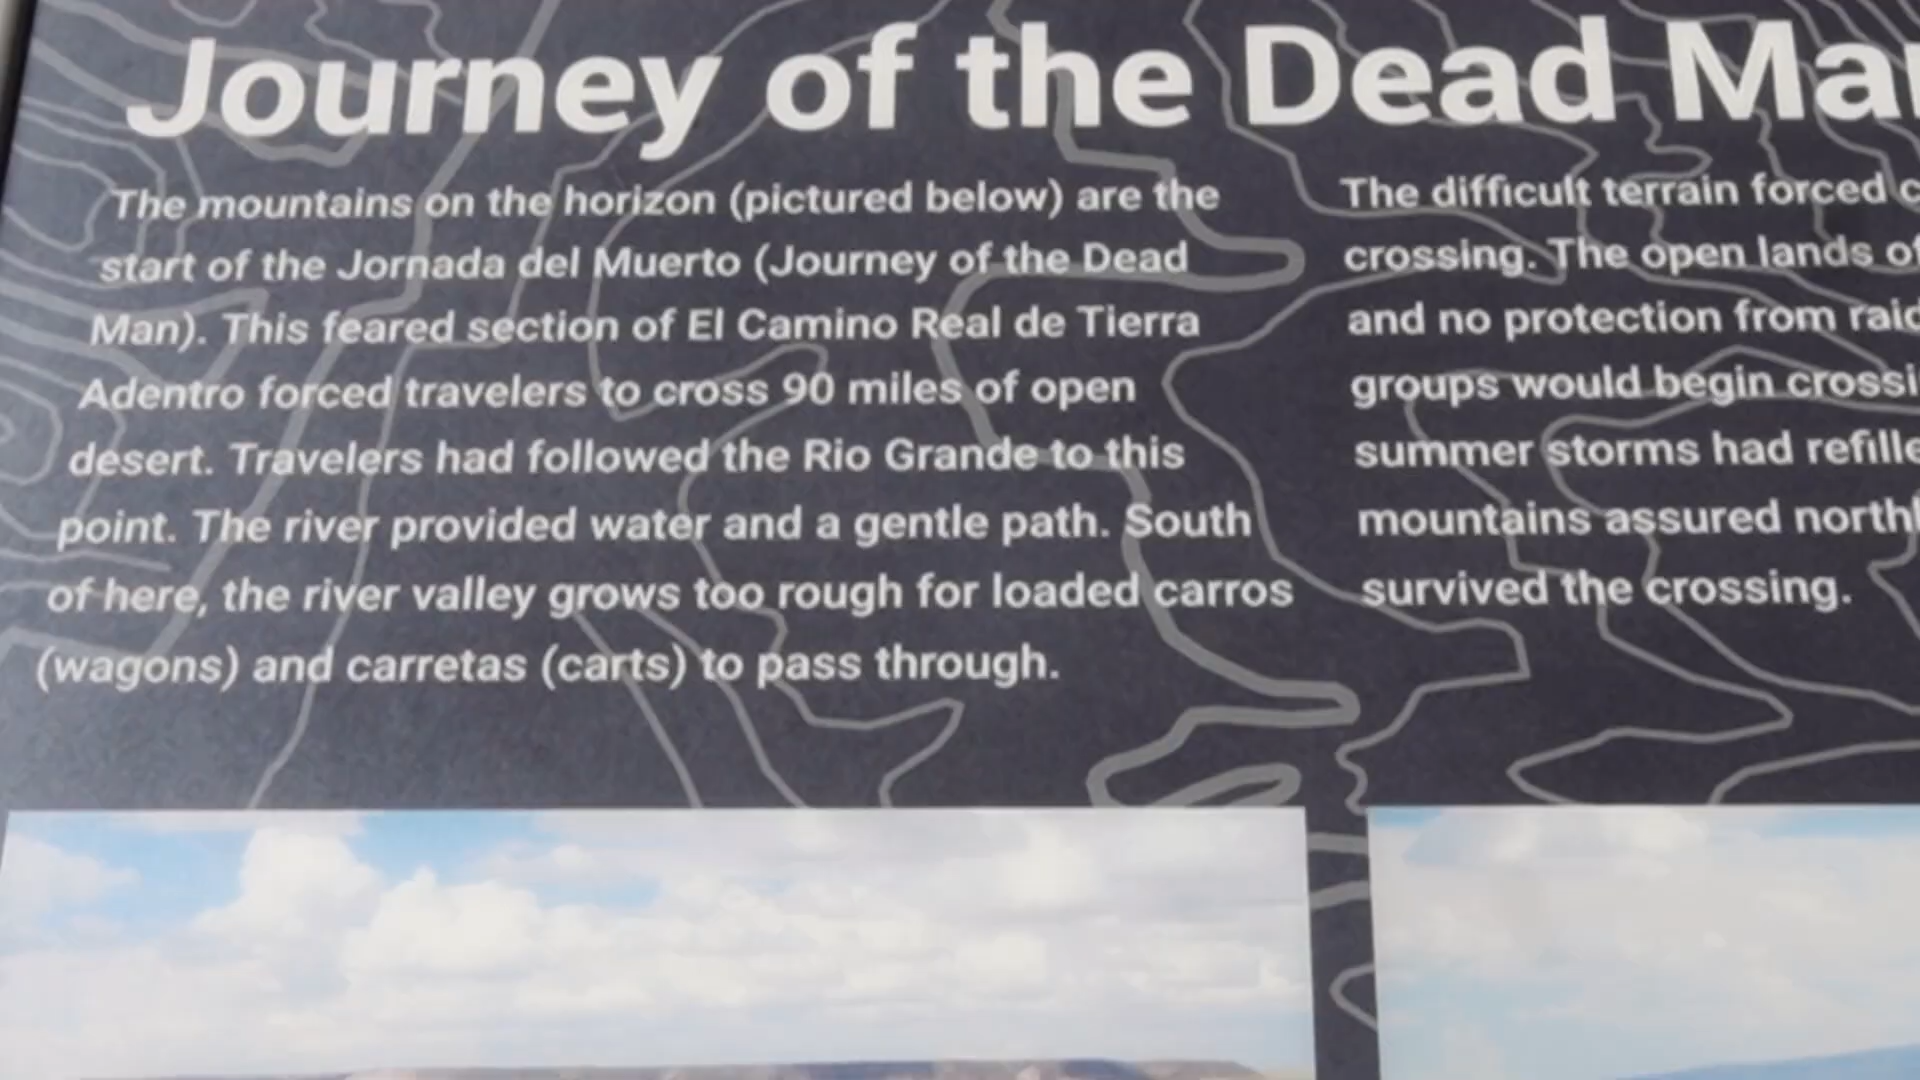 Journey of the Dead
The mountains on the horizon (pictured below) are the
start of the Jornada del Muerto (Journey of the Dead
Man). This feared section of El Camino Real de Tierra
Adentro forced travelers to cross 90 miles of open
desert. Travelers had followed the Rio Grande to this
point. The river provided water and a gentle path. South
of here, the river valley grows too rough for loaded carros
(wagons) and carretas (carts) to pass through.
The difficult terrain forced
crossing. The open lands of
and no protection from
groups would begin
summer storms had
mountains assured
survived the crossing.